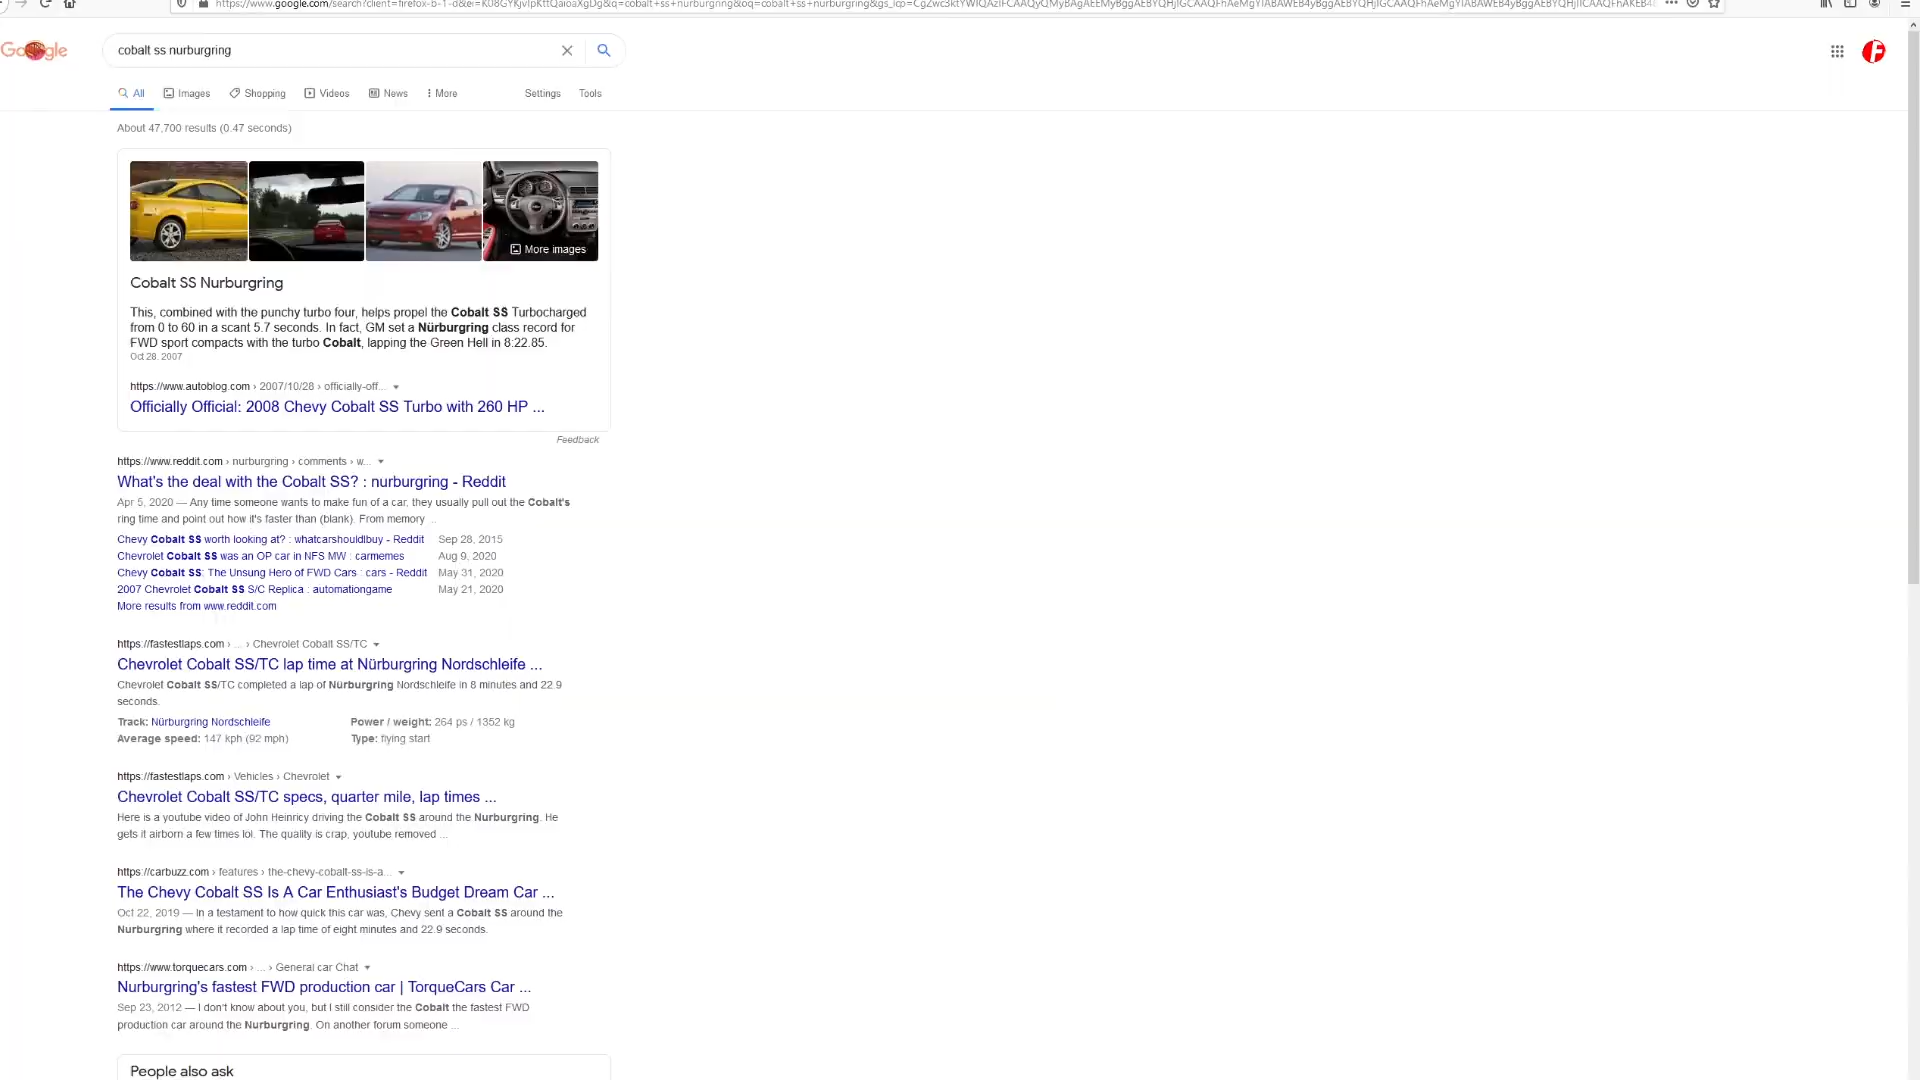 https://www.google.com/search?client=firefox-b-1-d&ei=
cobalt ss nurburgring
Google
All Images Shopping Videos News More Settings Tools
About 47,700 results (0.47 seconds)
More images
Cobalt SS Nurburgring
This, combined with the punchy turbo four, helps propel the Cobalt SS Turbocharged
from 0 to 60 in a scant 5.7 seconds. In fact, GM set a Nürburgring class record for
FWD sport compacts with the turbo Cobalt, lapping the Green Hell in 8:22.85.
Oct 28, 2007
https://www.autoblog.com › 2007/10/28 › officially-off...
Officially Official: 2008 Chevy Cobalt SS Turbo with 260 HP ...
Feedback
https://www.reddit.com › nurburgring › comments › w...
What's the deal with the Cobalt SS? : nurburgring - Reddit
Apr 5, 2020 — Any time someone wants to make fun of a car, they usually pull out the Cobalt's
ring time and point out how it's faster than (blank). From memory ...
Chevy Cobalt SS worth looking at? : whatcarshouldIbuy - Reddit Sep 28, 2015
Chevrolet Cobalt SS was an OP car in NFS MW : carmemes Aug 9, 2020
Chevy Cobalt SS: The Unsung Hero of FWD Cars : cars - Reddit May 31, 2020
2007 Chevrolet Cobalt SS S/C Replica : automationgame May 21, 2020
More results from www.reddit.com
https://fastestlaps.com › ... › Chevrolet Cobalt SS/TC
Chevrolet Cobalt SS/TC lap time at Nürburgring Nordschleife ...
Chevrolet Cobalt SS/TC completed a lap of Nürburgring Nordschleife in 8 minutes and 22.9
seconds.
Track: Nürburgring Nordschleife Power / weight: 264 ps / 1352 kg
Average speed: 147 kph (92 mph) Type: flying start
https://fastestlaps.com › Vehicles › Chevrolet
Chevrolet Cobalt SS/TC specs, quarter mile, lap times ...
Here is a youtube video of John Heinricy driving the Cobalt SS around the Nurburgring. He
gets it airborn a few times lol. The quality is crap, youtube removed ...
https://carbuzz.com › features › the-chevy-cobalt-ss-is-a...
The Chevy Cobalt SS Is A Car Enthusiast's Budget Dream Car ...
Oct 22, 2019 — In a testament to how quick this car was, Chevy sent a Cobalt SS around the
Nurburgring where it recorded a lap time of eight minutes and 22.9 seconds.
https://www.torquecars.com › ... › General car Chat
Nurburgring's fastest FWD production car | TorqueCars Car ...
Sep 23, 2012 — I don't know about you, but I still consider the Cobalt the fastest FWD
production car around the Nurburgring. On another forum someone ...
People also ask